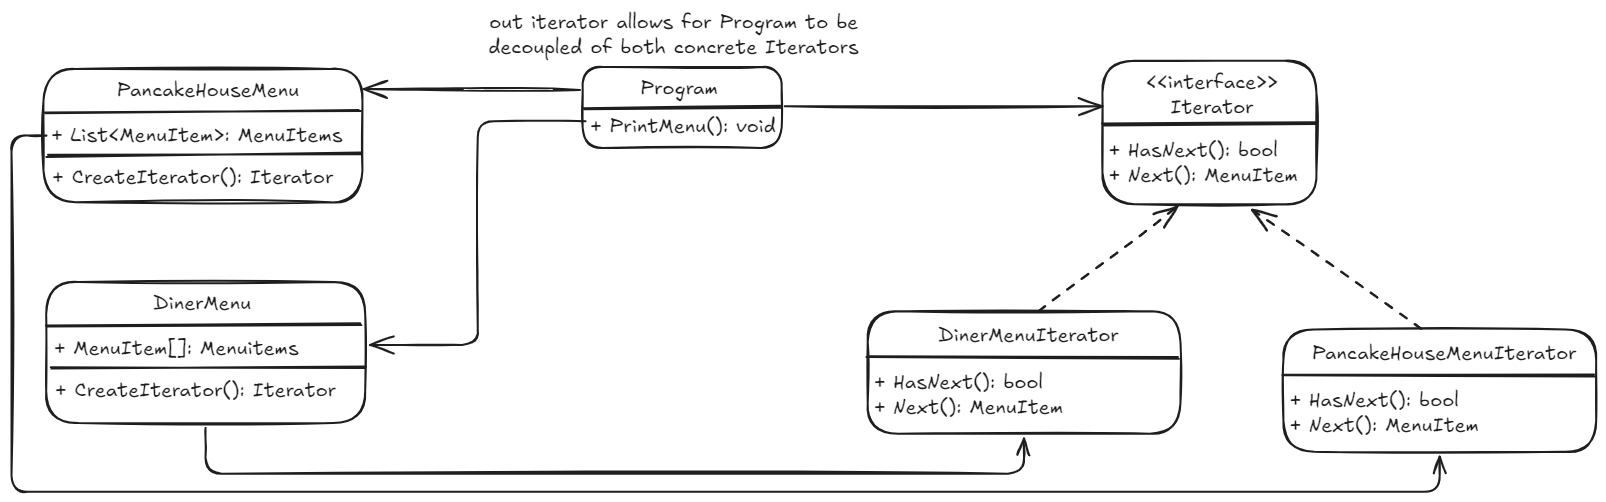 out iterator allows for Program to be
decoupled of both concrete Iterators
PancakeHouseMenu
+ List<MenuItem>: MenuItems
+ CreateIterator(): Iterator
Program
+ PrintMenu(): void
<<interface>>
Iterator
+ HasNext(): bool
+ Next(): MenuItem
DinerMenu
+ MenuItem[]: Menuitems
+ CreateIterator(): Iterator
DinerMenuIterator
+ HasNext(): bool
+ Next(): MenuItem
PancakeHouseMenuIterator
+ HasNext(): bool
+ Next(): MenuItem